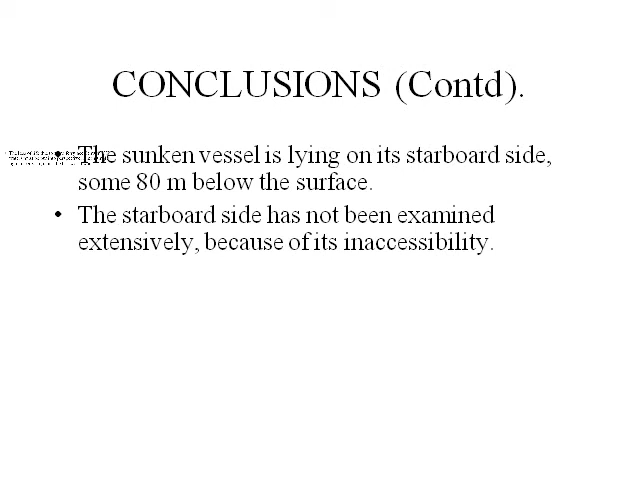 CONCLUSIONS (Contd).
• The sunken vessel is lying on its starboard side,
some 80 m below the surface.
• The starboard side has not been examined
extensively, because of its inaccessibility.